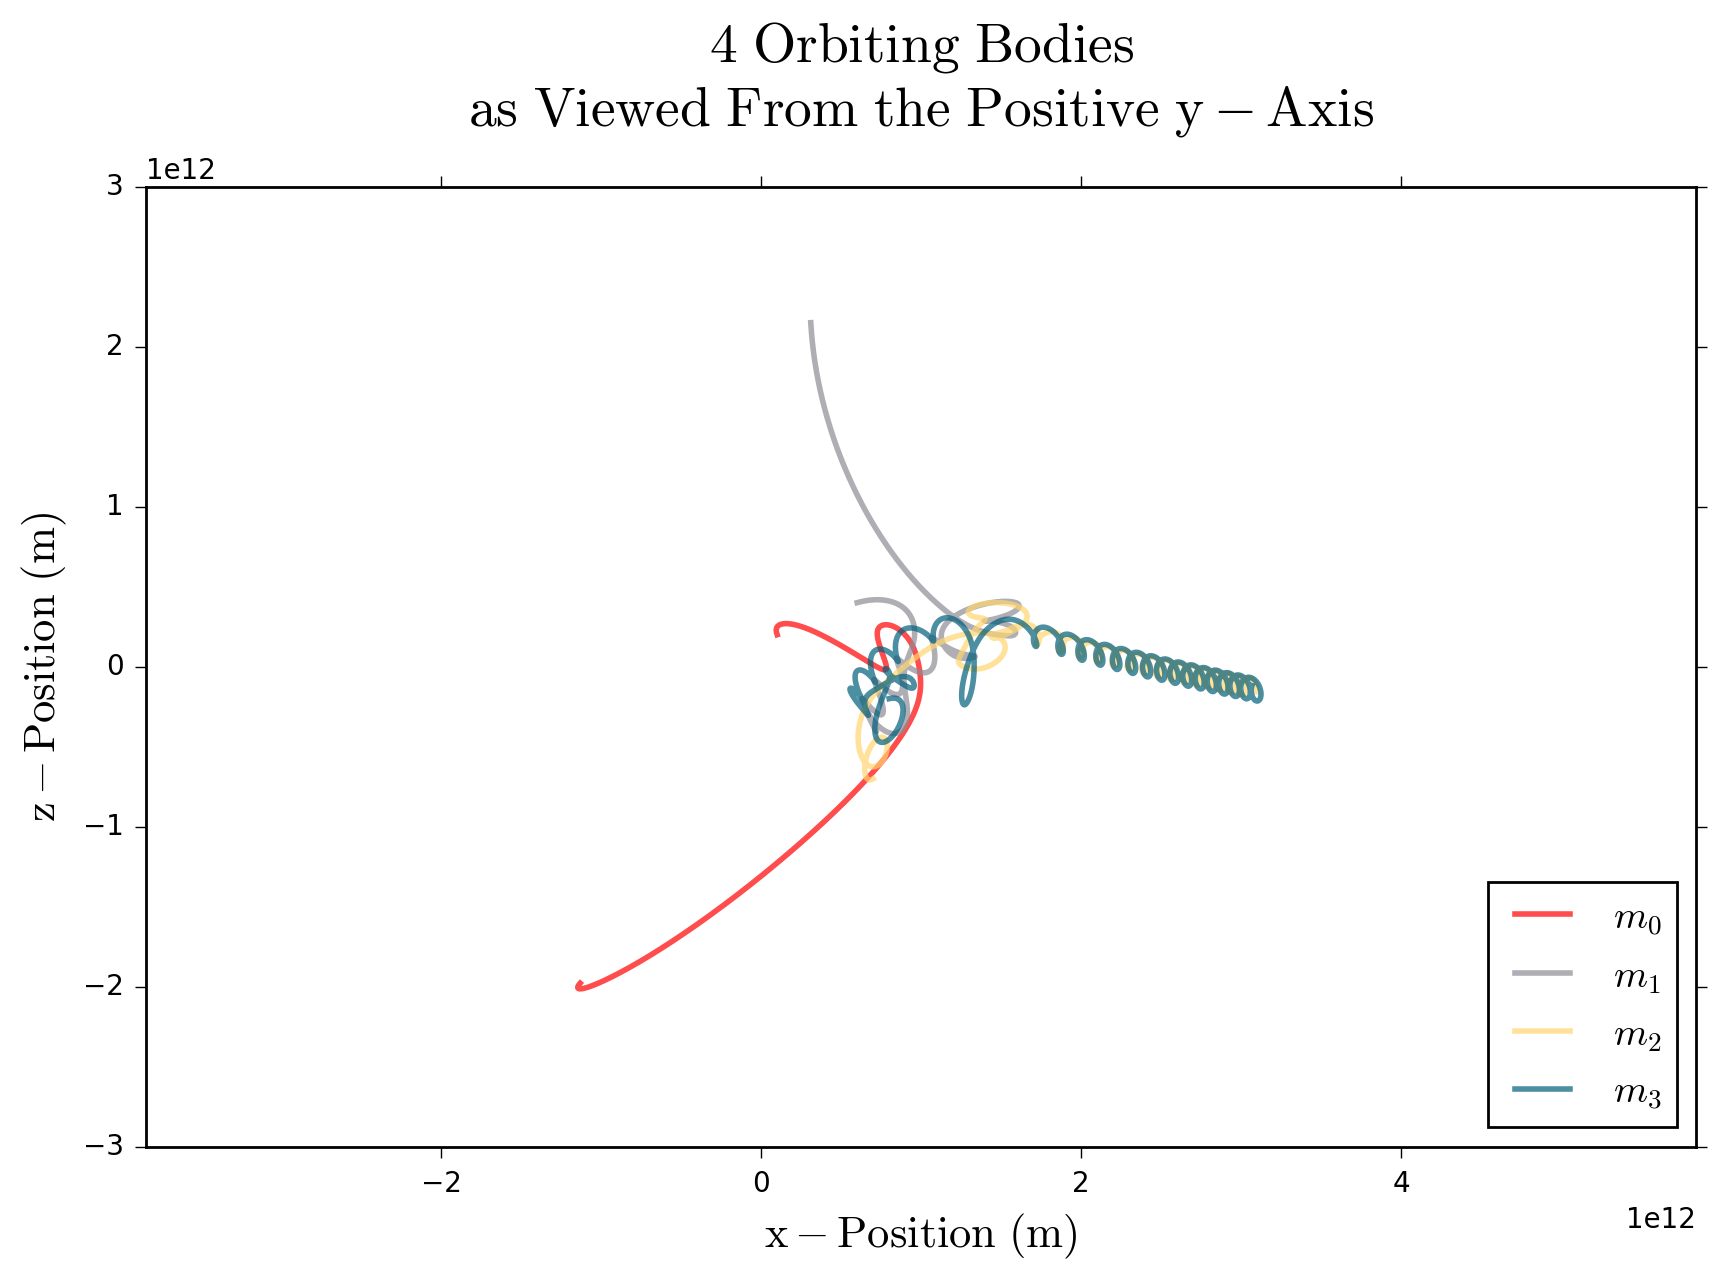 4 Orbiting Bodies
as Viewed From the Positive y − Axis
1e12
3
2
1
0
−1
−2
−3
z − Position (m)
−2 0 2 4
1e12
x − Position (m)
m₀
m₁
m₂
m₃